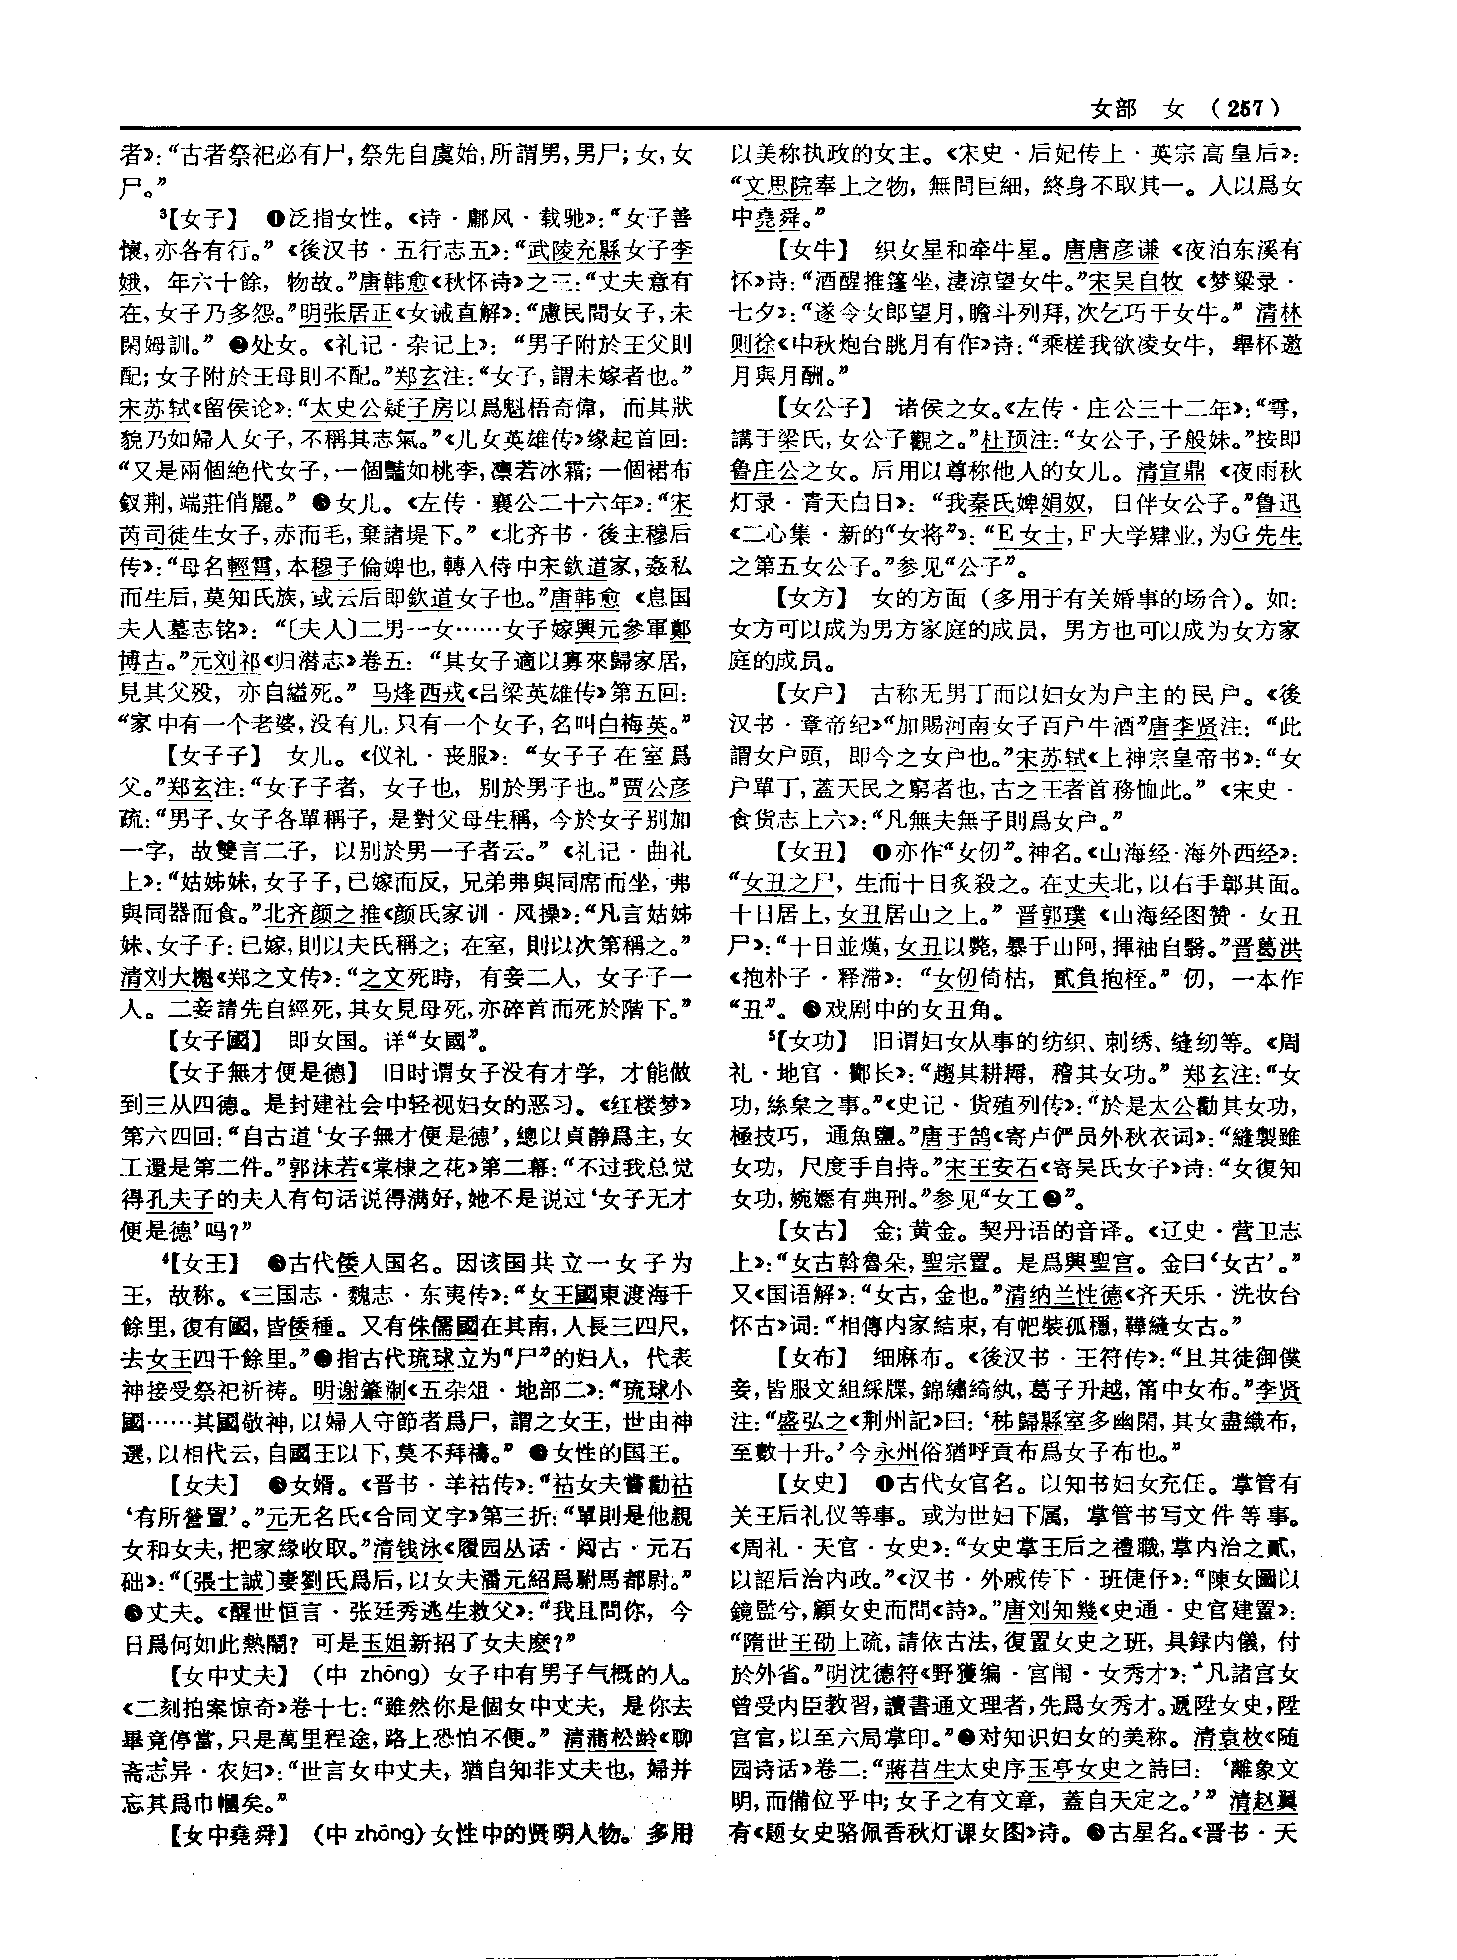 女部　女　(257)
者》：“古者祭祀必有尸，祭先自虞始，所謂男，男尸；女，女
尸。”
³【女子】　❶泛指女性。《诗·鄘风·载驰》：“女子善
懷，亦各有行。”《後汉书·五行志五》：“武陵充縣女子李
娥，年六十餘，物故。”唐韩愈《秋怀诗》之三：“丈夫意有
在，女子乃多怨。”明张居正《女诫直解》：“慮民間女子，未
閑姆訓。”❷处女。《礼记·杂记上》：“男子附於王父則
配；女子附於王母則不配。”郑玄注：“女子，謂未嫁者也。”
宋苏轼《留侯论》：“太史公疑子房以爲魁梧奇偉，而其狀
貌乃如婦人女子，不稱其志氣。”《儿女英雄传》缘起首回：
“又是兩個絶代女子，一個豔如桃李，凛若冰霜；一個裙布
釵荆，端莊俏麗。”❸女儿。《左传·襄公二十六年》：“宋
芮司徒生女子，赤而毛，棄諸堤下。”《北齐书·後主穆后
传》：“母名輕霄，本穆子倫婢也，轉入侍中宋欽道家，姦私
而生后，莫知氏族，或云后即欽道女子也。”唐韩愈《息国
夫人墓志铭》：“〔夫人〕二男一女……女子嫁興元參軍鄭
博古。”元刘祁《归潜志》卷五：“其女子適以寡來歸家居，
見其父殁，亦自縊死。”马烽西戎《吕梁英雄传》第五回：
“家中有一个老婆，没有儿，只有一个女子，名叫白梅英。”
【女子子】　女儿。《仪礼·丧服》：“女子子在室爲
父。”郑玄注：“女子子者，女子也，别於男子也。”贾公彦
疏：“男子、女子各單稱子，是對父母生稱，今於女子别加
一字，故雙言二子，以别於男一子者云。”《礼记·曲礼
上》：“姑姊妹，女子子，已嫁而反，兄弟弗與同席而坐，弗
與同器而食。”北齐颜之推《颜氏家训·风操》：“凡言姑姊
妹、女子子：已嫁，則以夫氏稱之；在室，則以次第稱之。”
清刘大櫆《郑之文传》：“之文死時，有妾二人，女子子一
人。二妾請先自經死，其女見母死，亦碎首而死於階下。”
【女子國】　即女国。详“女國”。
【女子無才便是德】　旧时谓女子没有才学，才能做
到三从四德。是封建社会中轻视妇女的恶习。《红楼梦》
第六四回：“自古道‘女子無才便是德’，總以貞静爲主，女
工還是第二件。”郭沫若《棠棣之花》第二幕：“不过我总觉
得孔夫子的夫人有句话说得满好，她不是说过‘女子无才
便是德’吗？”
⁴【女王】　❶古代倭人国名。因该国共立一女子为
王，故称。《三国志·魏志·东夷传》：“女王國東渡海千
餘里，復有國，皆倭種。又有侏儒國在其南，人長三四尺，
去女王四千餘里。”❷指古代琉球立为“尸”的妇人，代表
神接受祭祀祈祷。明谢肇淛《五杂俎·地部二》：“琉球小
國……其國敬神，以婦人守節者爲尸，謂之女王，世由神
選，以相代云，自國王以下，莫不拜禱。”❸女性的国王。
【女夫】　❶女婿。《晋书·羊祜传》：“祜女夫嘗勸祜
‘有所營置’。”元无名氏《合同文字》第三折：“單則是他親
女和女夫，把家緣收取。”清钱泳《履园丛话·阅古·元石
础》：“〔張士誠〕妻劉氏爲后，以女夫潘元紹爲駙馬都尉。”
❷丈夫。《醒世恒言·张廷秀逃生救父》：“我且問你，今
日爲何如此熱鬧？可是玉姐新招了女夫麽？”
【女中丈夫】　（中 zhōng）女子中有男子气概的人。
《二刻拍案惊奇》卷十七：“雖然你是個女中丈夫，是你去
畢竟停當，只是萬里程途，路上恐怕不便。”清蒲松龄《聊
斋志异·农妇》：“世言女中丈夫，猶自知非丈夫也，婦并
忘其爲巾幗矣。”
【女中堯舜】　（中 zhōng）女性中的贤明人物。多用
以美称执政的女主。《宋史·后妃传上·英宗高皇后》：
“文思院奉上之物，無問巨細，終身不取其一。人以爲女
中堯舜。”
【女牛】　织女星和牵牛星。唐唐彦谦《夜泊东溪有
怀》诗：“酒醒推篷坐，淒涼望女牛。”宋吴自牧《梦粱录·
七夕》：“遂令女郎望月，瞻斗列拜，次乞巧于女牛。”清林
则徐《中秋炮台眺月有作》诗：“乘槎我欲凌女牛，舉杯邀
月與月酬。”
【女公子】　诸侯之女。《左传·庄公三十二年》：“雩，
講于梁氏，女公子觀之。”杜预注：“女公子，子般妹。”按即
鲁庄公之女。后用以尊称他人的女儿。清宣鼎《夜雨秋
灯录·青天白日》：“我秦氏婢娟奴，日伴女公子。”鲁迅
《二心集·新的“女将”》：“E女士，F大学肄业，为G先生
之第五女公子。”参见“公子”。
【女方】　女的方面（多用于有关婚事的场合）。如：
女方可以成为男方家庭的成员，男方也可以成为女方家
庭的成员。
【女户】　古称无男丁而以妇女为户主的民户。《後
汉书·章帝纪》“加賜河南女子百户牛酒”唐李贤注：“此
謂女户頭，即今之女户也。”宋苏轼《上神宗皇帝书》：“女
户單丁，蓋天民之窮者也，古之王者首務恤此。”《宋史·
食货志上六》：“凡無夫無子則爲女户。”
【女丑】　❶亦作“女㐲”。神名。《山海经·海外西经》：
“女丑之尸，生而十日炙殺之。在丈夫北，以右手鄣其面。
十日居上，女丑居山之上。”晋郭璞《山海经图赞·女丑
尸》：“十日並熯，女丑以斃，暴于山阿，揮袖自翳。”晋葛洪
《抱朴子·释滞》：“女㐲倚枯，貳負抱桎。”㐲，一本作
“丑”。❷戏剧中的女丑角。
⁵【女功】　旧谓妇女从事的纺织、刺绣、缝纫等。《周
礼·地官·酇长》：“趨其耕耨，稽其女功。”郑玄注：“女
功，絲枲之事。”《史记·货殖列传》：“於是太公勸其女功，
極技巧，通魚鹽。”唐于鹄《寄卢俨员外秋衣词》：“縫製雖
女功，尺度手自持。”宋王安石《寄吴氏女子》诗：“女復知
女功，婉嫕有典刑。”参见“女工❷”。
【女古】　金；黄金。契丹语的音译。《辽史·营卫志
上》：“女古斡魯朵，聖宗置。是爲興聖宫。金曰‘女古’。”
又《国语解》：“女古，金也。”清纳兰性德《齐天乐·洗妆台
怀古》词：“相傳内家結束，有帊裝孤穩，鞾縫女古。”
【女布】　细麻布。《後汉书·王符传》：“且其徒御僕
妾，皆服文組綵牒，錦繡綺紈，葛子升越，筩中女布。”李贤
注：“盛弘之《荆州記》曰：‘秭歸縣室多幽閑，其女盡織布，
至數十升。’今永州俗猶呼貢布爲女子布也。”
【女史】　❶古代女官名。以知书妇女充任。掌管有
关王后礼仪等事。或为世妇下属，掌管书写文件等事。
《周礼·天官·女史》：“女史掌王后之禮職，掌内治之貳，
以詔后治内政。”《汉书·外戚传下·班倢伃》：“陳女圖以
鏡監兮，顧女史而問《詩》。”唐刘知幾《史通·史官建置》：
“隋世王劭上疏，請依古法，復置女史之班，具録内儀，付
於外省。”明沈德符《野獲编·宫闱·女秀才》：“凡諸宫女
曾受内臣教習，讀書通文理者，先爲女秀才。遞陞女史，陞
宫官，以至六局掌印。”❷对知识妇女的美称。清袁枚《随
园诗话》卷二：“蔣苕生太史序玉亭女史之詩曰：‘離象文
明，而備位乎中；女子之有文章，蓋自天定之。’”清赵翼
有《题女史骆佩香秋灯课女图》诗。❸古星名。《晋书·天